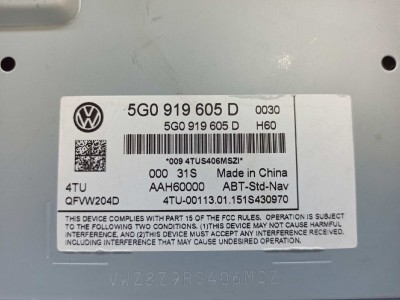 5G0 919 605 D 0030
5G0 919 605 D H60
*009 4TUS406MSZI*
000 31S Made in China
4TU AAH60000 ABT-Std-Nav
QFVW204D 4TU-00113.01.151S430970
THIS DEVICE COMPLIES WITH PART 15 OF THE FCC RULES. OPERATION IS
SUBJECT TO THE FOLLOWING TWO CONDITIONS:
(1) THIS DEVICE MAY NOT CAUSE HARMFUL
INTERFERENCE, AND
(2) THIS DEVICE MUST ACCEPT ANY
INTERFERENCE RECEIVED, INCLUDING
INTERFERENCE THAT MAY CAUSE